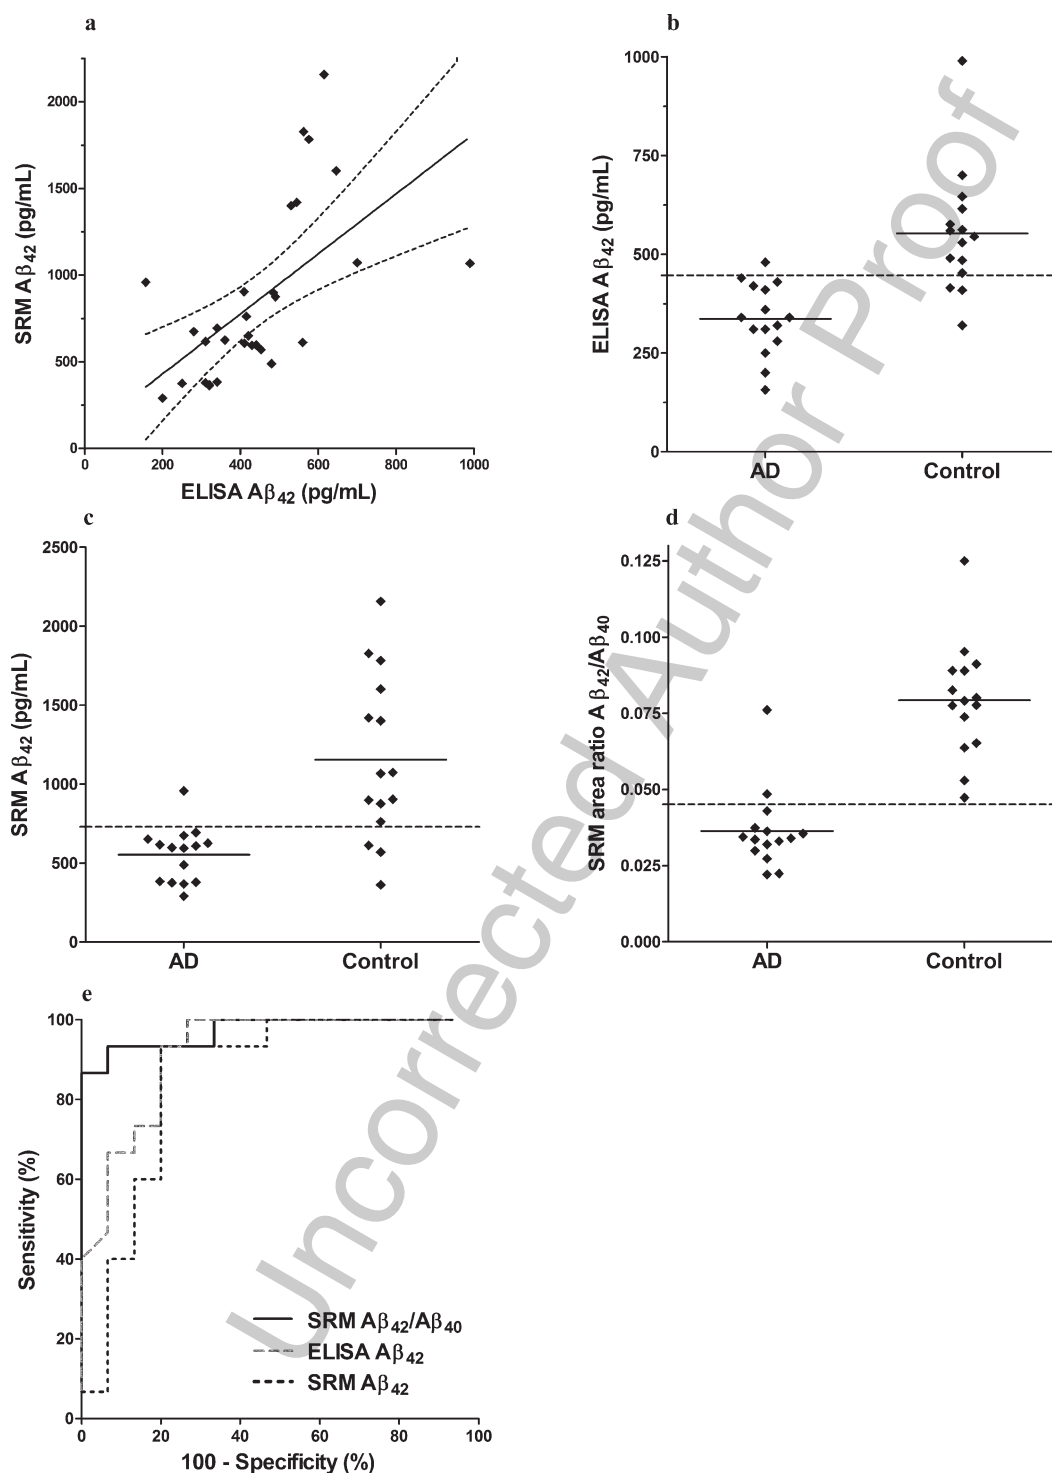 a
SRM Aβ42 (pg/mL)
2000
1500
1000
500
0
0 200 400 600 800 1000
ELISA Aβ42 (pg/mL)
b
ELISA Aβ42 (pg/mL)
1000
750
500
250
0
AD Control
c
SRM Aβ42 (pg/mL)
2500
2000
1500
1000
500
0
AD Control
d
SRM area ratio Aβ42/Aβ40
0.125
0.100
0.075
0.050
0.025
0.000
AD Control
e
Sensitivity (%)
100
80
60
40
20
0
0 20 40 60 80 100
100 - Specificity (%)
SRM Aβ42/Aβ40
ELISA Aβ42
SRM Aβ42
Uncorrected Author Proof